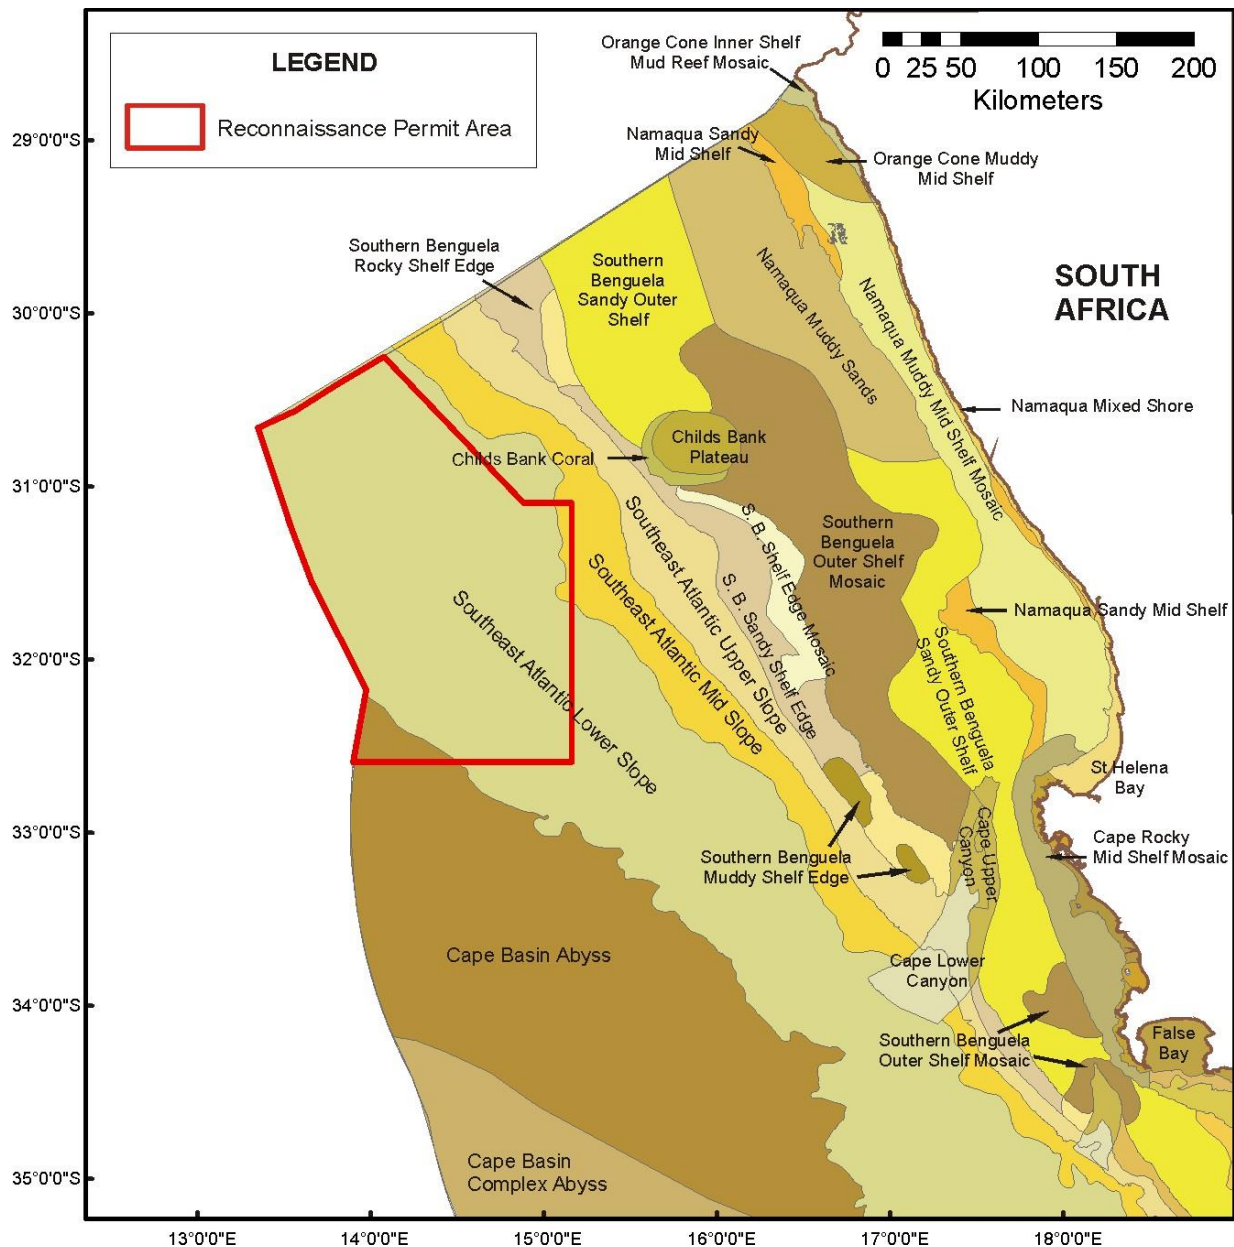 LEGEND
Reconnaissance Permit Area
Orange Cone Inner Shelf
Mud Reef Mosaic
0 25 50 100 150 200
Kilometers
Namaqua Sandy
Mid Shelf
Orange Cone Muddy
Mid Shelf
Southern Benguela
Rocky Shelf Edge
Southern
Benguela
Sandy Outer
Shelf
SOUTH
AFRICA
Namaqua Muddy Sands
Namaqua Muddy Mid Shelf Mosaic
Namaqua Mixed Shore
Childs Bank
Plateau
Childs Bank Coral
Southern
Benguela
Outer Shelf
Mosaic
S. B. Shelf Edge Mosaic
S. B. Sandy Shelf Edge
Southeast Atlantic Upper Slope
Southeast Atlantic Mid Slope
Southeast Atlantic Lower Slope
Namaqua Sandy Mid Shelf
Southern Benguela
Sandy Outer Shelf
St Helena
Bay
Cape Rocky
Mid Shelf Mosaic
Southern Benguela
Muddy Shelf Edge
Cape Upper
Canyon
Cape Lower
Canyon
Cape Basin Abyss
Southern Benguela
Outer Shelf Mosaic
False
Bay
Cape Basin
Complex Abyss
29°0'0"S
30°0'0"S
31°0'0"S
32°0'0"S
33°0'0"S
34°0'0"S
35°0'0"S
13°0'0"E
14°0'0"E
15°0'0"E
16°0'0"E
17°0'0"E
18°0'0"E